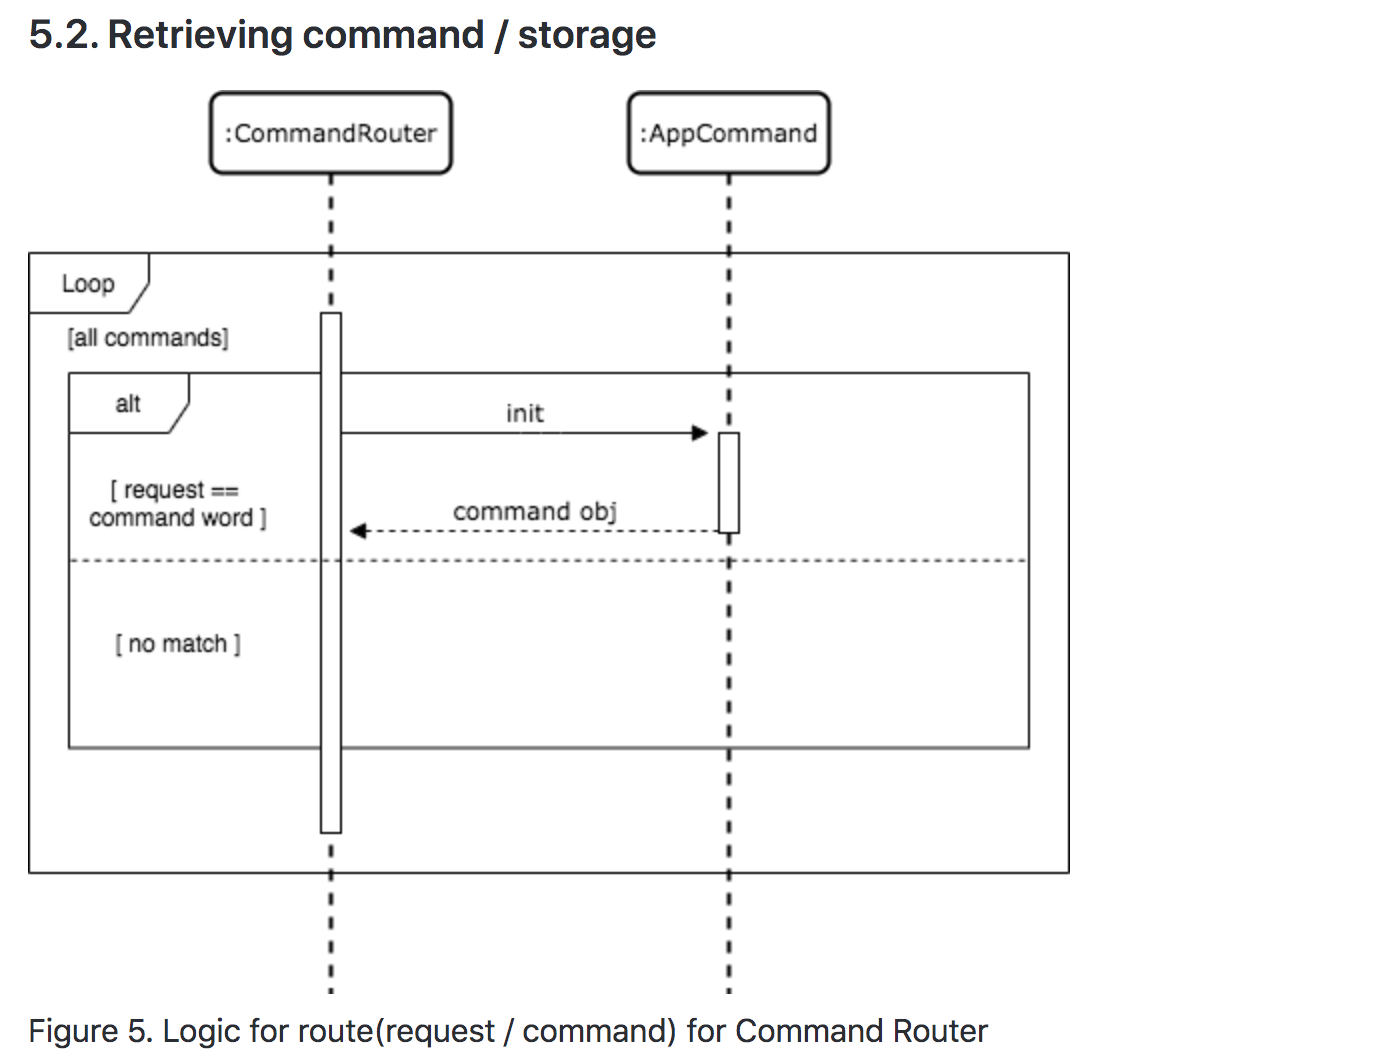 5.2. Retrieving command / storage
:CommandRouter
:AppCommand
Loop
[all commands]
alt
init
[ request ==
command word ]
command obj
[ no match ]
Figure 5. Logic for route(request / command) for Command Router